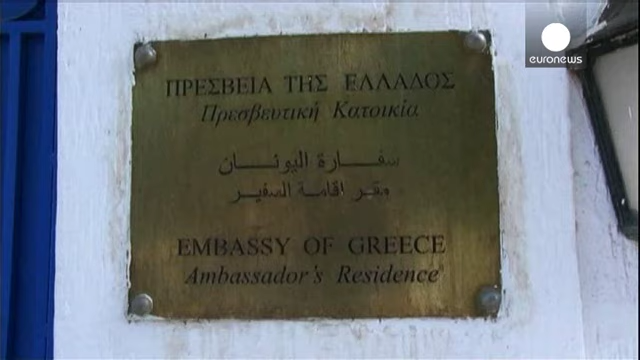 euronews
ΠΡΕΣΒΕΙΑ ΤΗΣ ΕΛΛΑΔΟΣ
Πρεσβευτική Κατοικία
سفارة اليونان
مقر اقامة السفير
EMBASSY OF GREECE
Ambassador's Residence